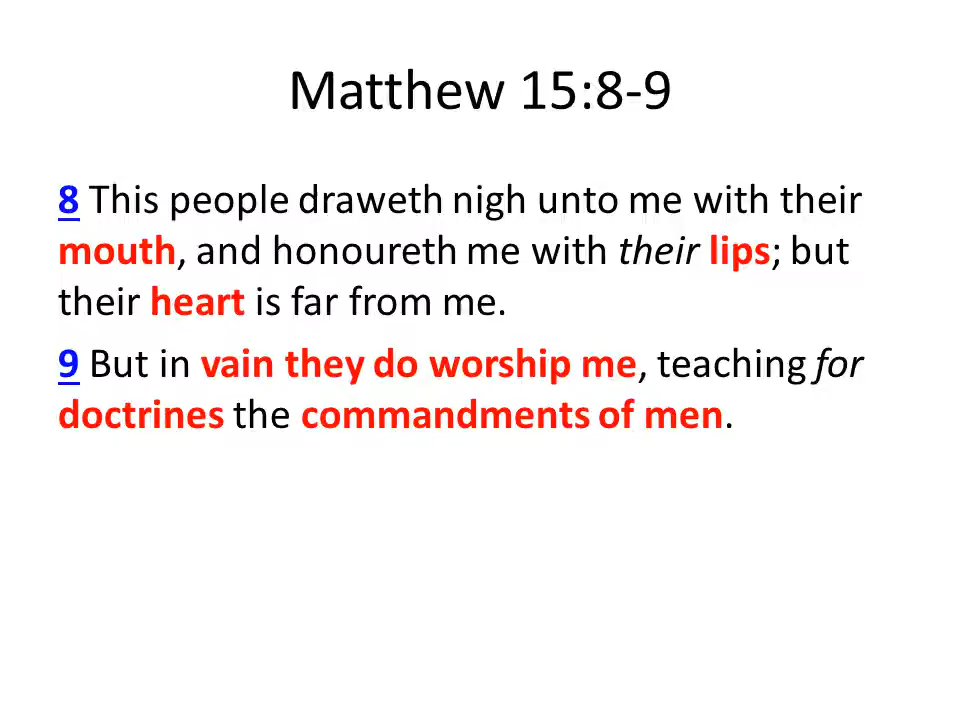 Matthew 15:8-9
8 This people draweth nigh unto me with their
mouth, and honoureth me with their lips; but
their heart is far from me.
9 But in vain they do worship me, teaching for
doctrines the commandments of men.